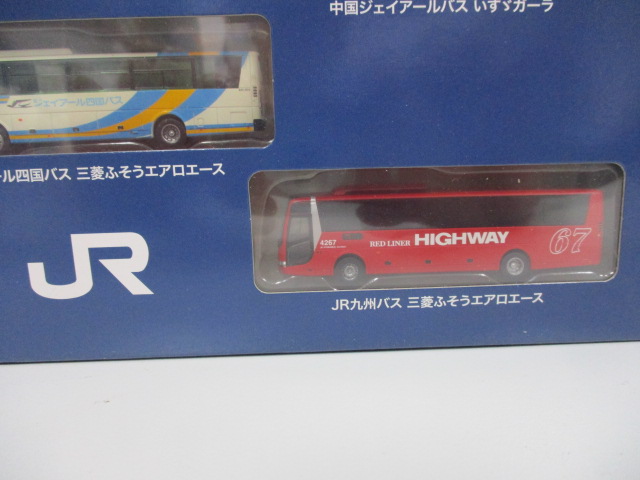 中国ジェイアールバス いすゞガーラ
ジェイアール四国バス
ール四国バス 三菱ふそうエアロエース
JR
4267
RED LINER HIGHWAY 67
JR九州バス 三菱ふそうエアロエース